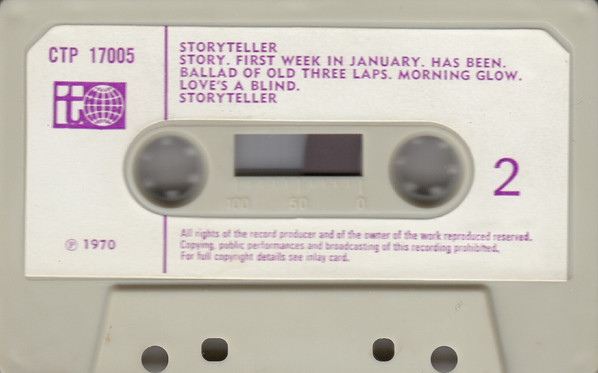 CTP 17005
STORYTELLER
STORY. FIRST WEEK IN JANUARY. HAS BEEN.
BALLAD OF OLD THREE LAPS. MORNING GLOW.
LOVE'S A BLIND.
STORYTELLER
t
2
100 50 0
℗ 1970
All rights of the record producer and of the owner of the work reproduced reserved.
Copying, public performances and broadcasting of this recording prohibited.
For full copyright details see inlay card.